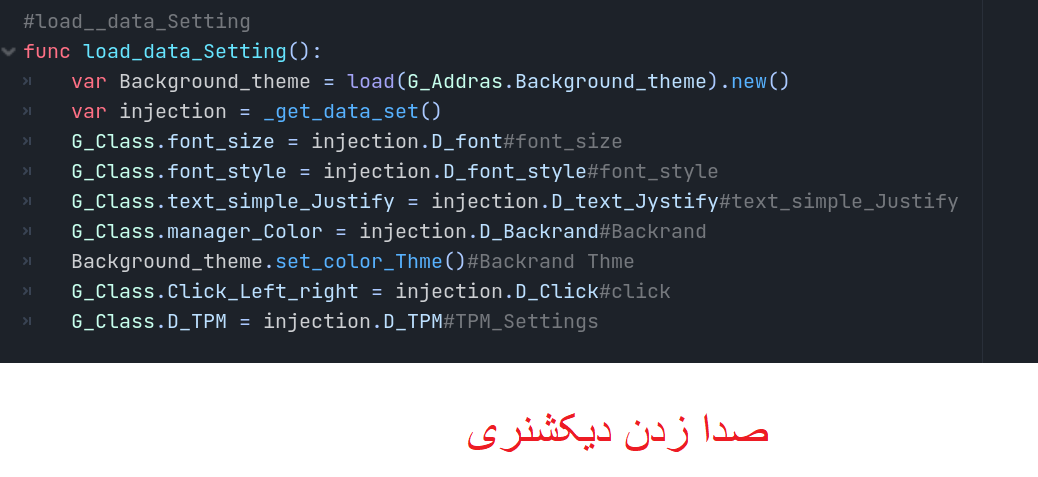 #load__data_Setting
func load_data_Setting():
var Background_theme = load(G_Addras.Background_theme).new()
var injection = _get_data_set()
G_Class.font_size = injection.D_font#font_size
G_Class.font_style = injection.D_font_style#font_style
G_Class.text_simple_Justify = injection.D_text_Jystify#text_simple_Justify
G_Class.manager_Color = injection.D_Backrand#Backrand
Background_theme.set_color_Thme()#Backrand Thme
G_Class.Click_Left_right = injection.D_Click#click
G_Class.D_TPM = injection.D_TPM#TPM_Settings
صدا زدن دیکشنری